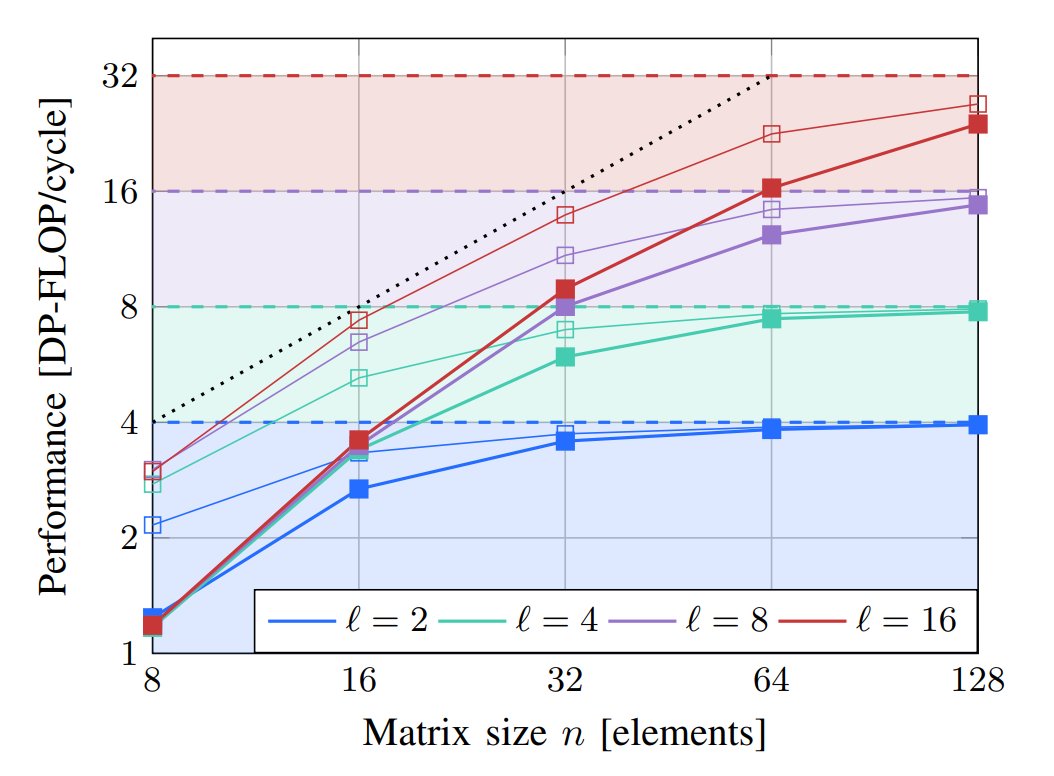 Performance [DP-FLOP/cycle]
32
16
8
4
2
1
ℓ = 2 ℓ = 4 ℓ = 8 ℓ = 16
8 16 32 64 128
Matrix size n [elements]